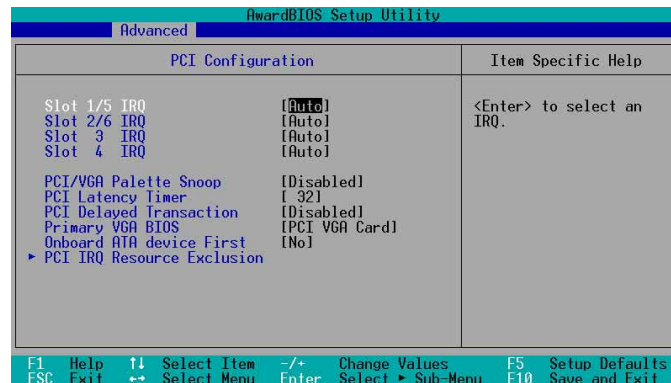 AwardBIOS Setup Utility
Advanced
PCI Configuration
Item Specific Help
Slot 1/5 IRQ [Auto]
Slot 2/6 IRQ [Auto]
Slot 3 IRQ [Auto]
Slot 4 IRQ [Auto]
PCI/VGA Palette Snoop [Disabled]
PCI Latency Timer [ 32]
PCI Delayed Transaction [Disabled]
Primary VGA BIOS [PCI VGA Card]
Onboard ATA device First [No]
▶ PCI IRQ Resource Exclusion
<Enter> to select an
IRQ.
F1 Help ↑↓ Select Item -/+ Change Values F5 Setup Defaults
ESC Exit ←→ Select Menu Enter Select ▶ Sub-Menu F10 Save and Exits